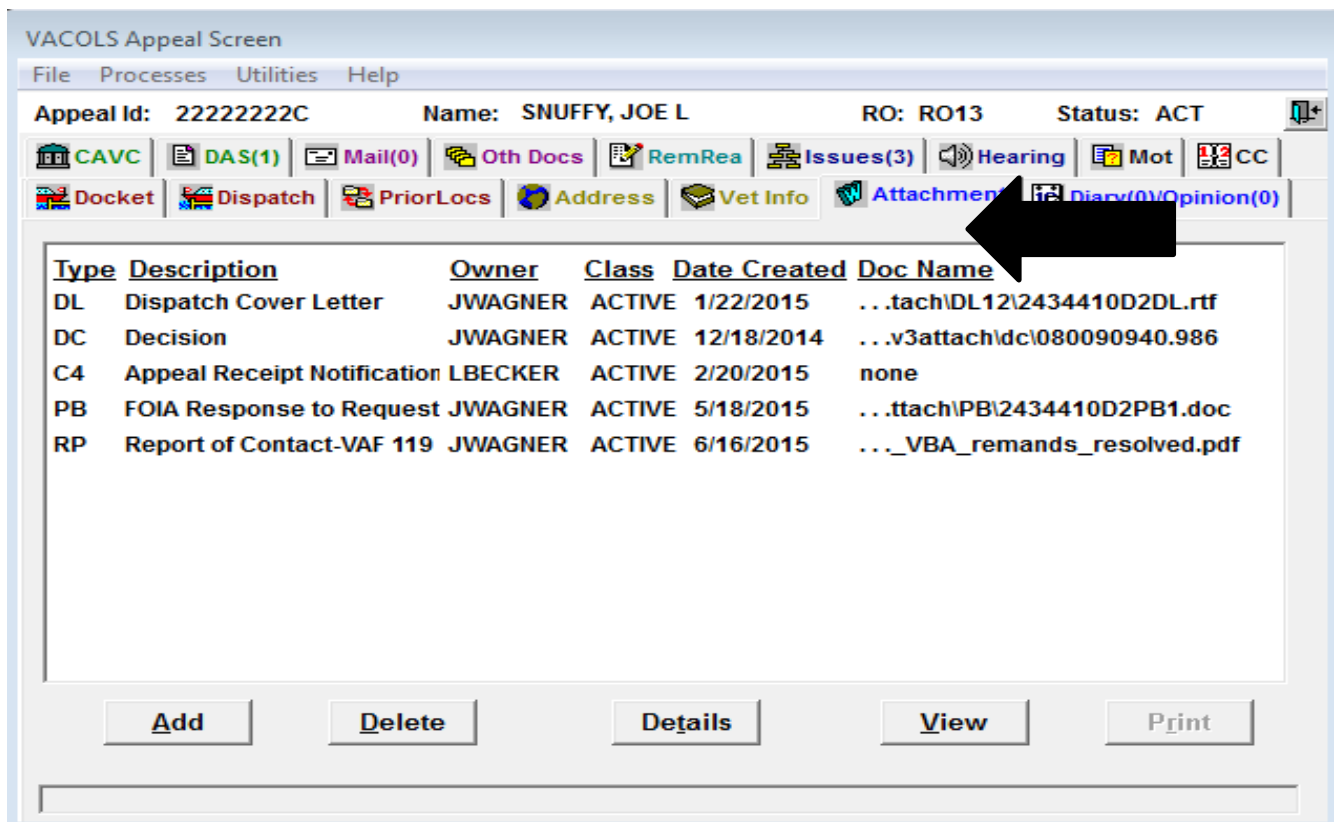 VACOLS Appeal Screen
File Processes Utilities Help
Appeal Id: 22222222C Name: SNUFFY, JOE L RO: RO13 Status: ACT
CAVC DAS(1) Mail(0) Oth Docs RemRea Issues(3) Hearing Mot CC
Docket Dispatch PriorLocs Address Vet Info Attachmen Diary(0)/Opinion(0)
Type Description Owner Class Date Created Doc Name
DL Dispatch Cover Letter JWAGNER ACTIVE 1/22/2015 ...tach\DL12\2434410D2DL.rtf
DC Decision JWAGNER ACTIVE 12/18/2014 ...v3attach\dc\080090940.986
C4 Appeal Receipt Notification LBECKER ACTIVE 2/20/2015 none
PB FOIA Response to Request JWAGNER ACTIVE 5/18/2015 ...ttach\PB\2434410D2PB1.doc
RP Report of Contact-VAF 119 JWAGNER ACTIVE 6/16/2015 ..._VBA_remands_resolved.pdf
Add Delete Details View Print